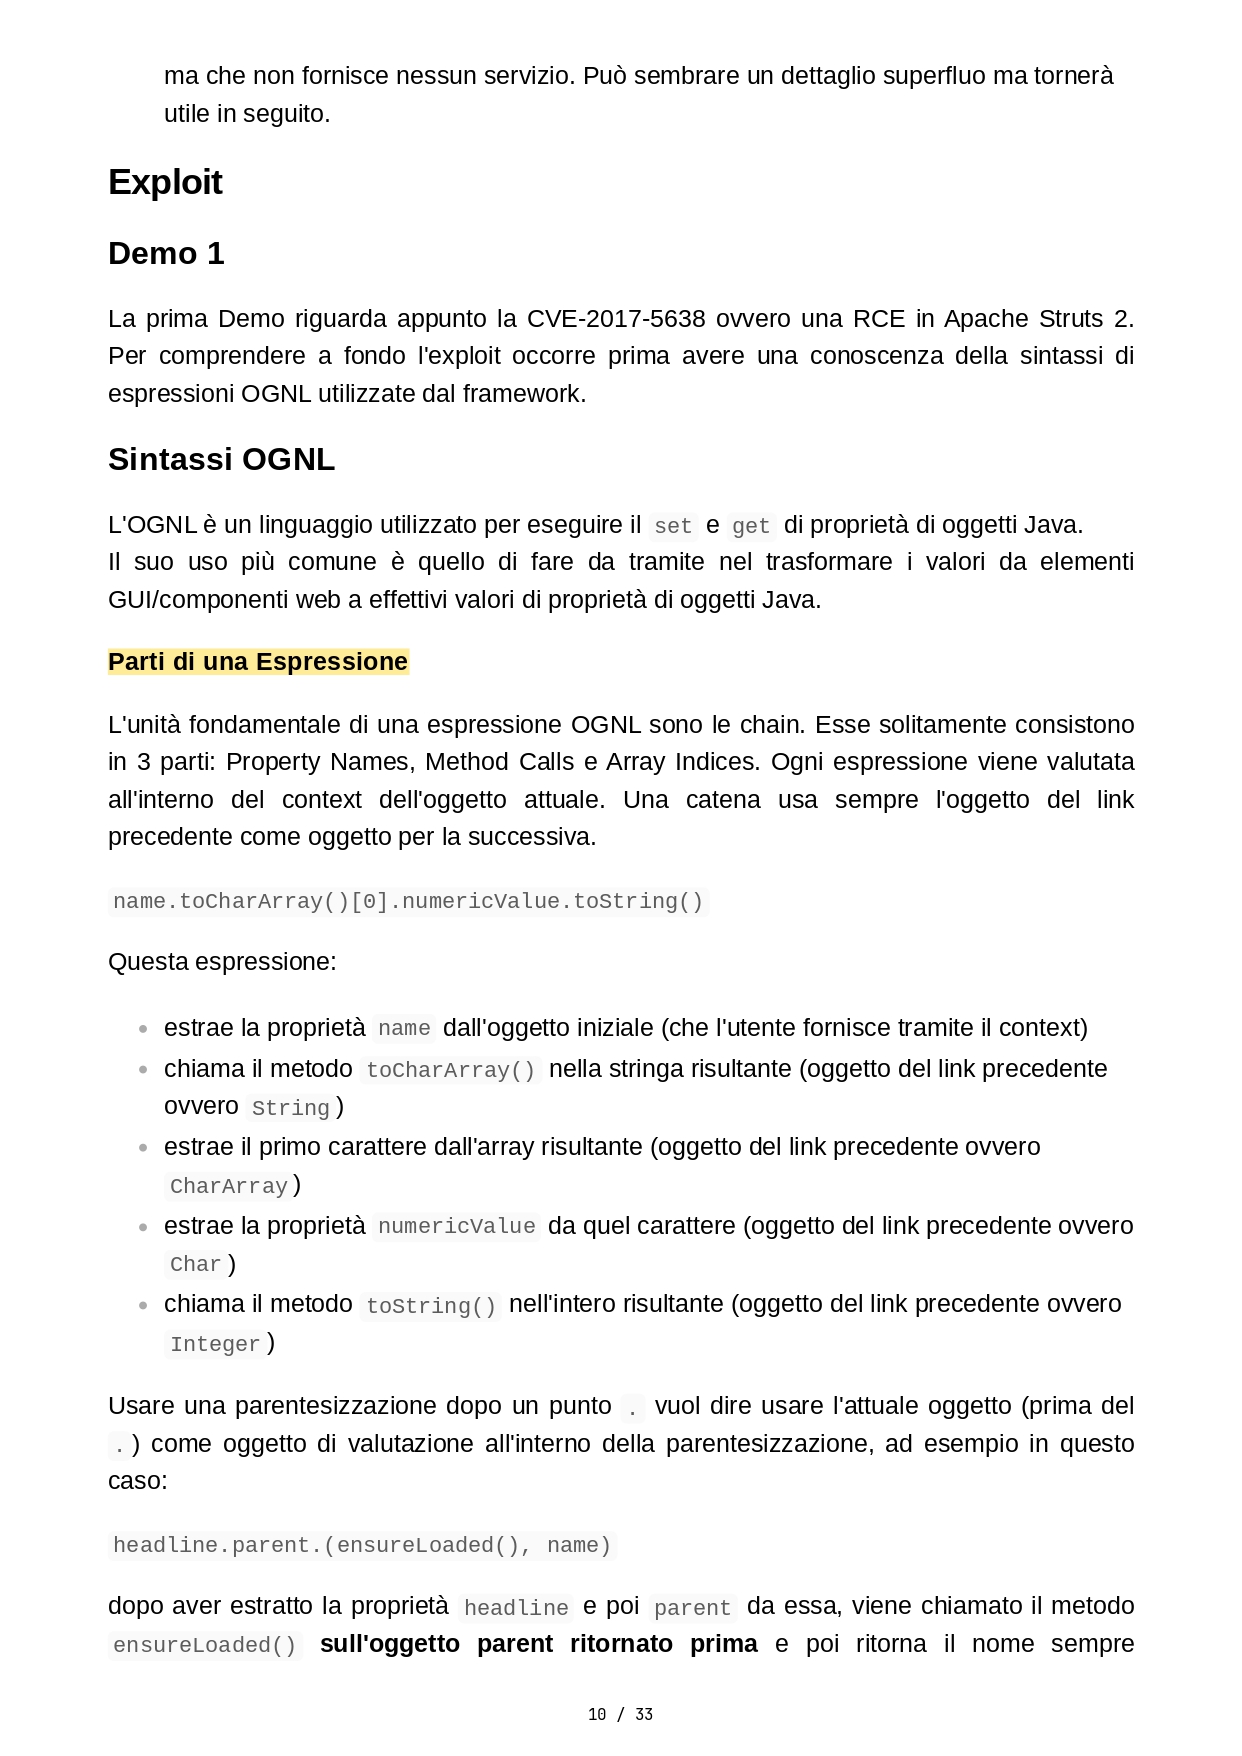 ma che non fornisce nessun servizio. Può sembrare un dettaglio superfluo ma tornerà
utile in seguito.
Exploit
Demo 1
La prima Demo riguarda appunto la CVE-2017-5638 ovvero una RCE in Apache Struts 2.
Per comprendere a fondo l'exploit occorre prima avere una conoscenza della sintassi di
espressioni OGNL utilizzate dal framework.
Sintassi OGNL
L'OGNL è un linguaggio utilizzato per eseguire il set e get di proprietà di oggetti Java.
Il suo uso più comune è quello di fare da tramite nel trasformare i valori da elementi
GUI/componenti web a effettivi valori di proprietà di oggetti Java.
Parti di una Espressione
L'unità fondamentale di una espressione OGNL sono le chain. Esse solitamente consistono
in 3 parti: Property Names, Method Calls e Array Indices. Ogni espressione viene valutata
all'interno del context dell'oggetto attuale. Una catena usa sempre l'oggetto del link
precedente come oggetto per la successiva.
name.toCharArray()[0].numericValue.toString()
Questa espressione:
• estrae la proprietà name dall'oggetto iniziale (che l'utente fornisce tramite il context)
• chiama il metodo toCharArray() nella stringa risultante (oggetto del link precedente
ovvero String)
• estrae il primo carattere dall'array risultante (oggetto del link precedente ovvero
CharArray)
• estrae la proprietà numericValue da quel carattere (oggetto del link precedente ovvero
Char)
• chiama il metodo toString() nell'intero risultante (oggetto del link precedente ovvero
Integer)
Usare una parentesizzazione dopo un punto . vuol dire usare l'attuale oggetto (prima del
.) come oggetto di valutazione all'interno della parentesizzazione, ad esempio in questo
caso:
headline.parent.(ensureLoaded(), name)
dopo aver estratto la proprietà headline e poi parent da essa, viene chiamato il metodo
ensureLoaded() sull'oggetto parent ritornato prima e poi ritorna il nome sempre
10 / 33